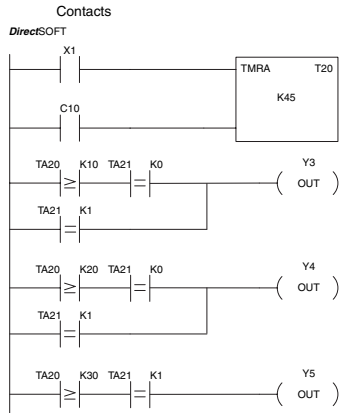 Contacts
DirectSOFT
X1
TMRA T20
K45
C10
TA20 K10 TA21 K0 Y3
≥ = OUT
TA21 K1
=
TA20 K20 TA21 K0 Y4
≥ = OUT
TA21 K1
=
TA20 K30 TA21 K1 Y5
≥ = OUT